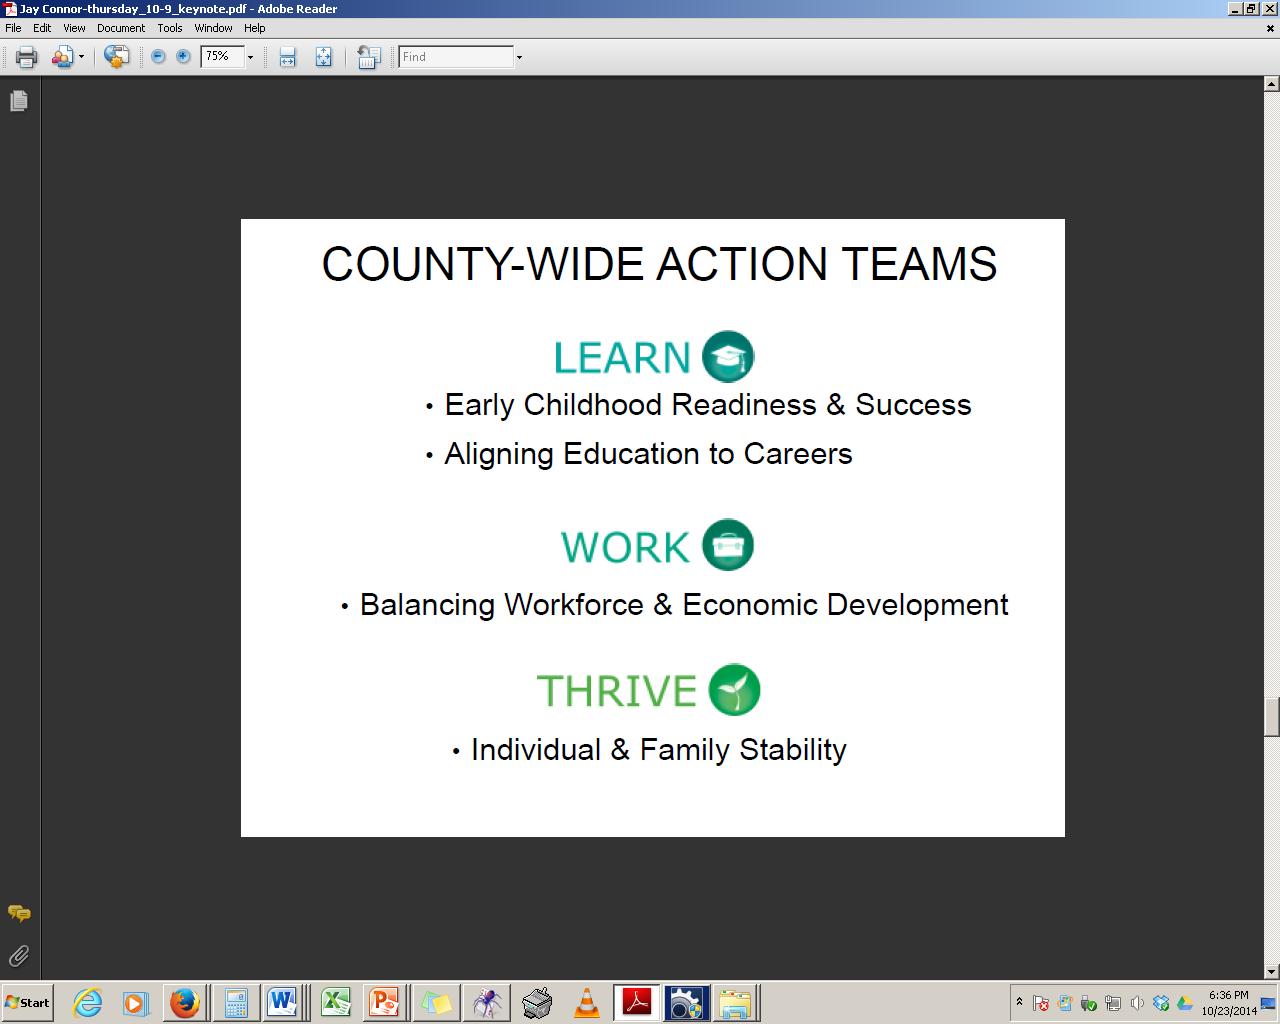 Jay Connor-thursday_10-9_keynote.pdf - Adobe Reader
File Edit View Document Tools Window Help
75%
Find
COUNTY-WIDE ACTION TEAMS
LEARN
• Early Childhood Readiness & Success
• Aligning Education to Careers
WORK
• Balancing Workforce & Economic Development
THRIVE
• Individual & Family Stability
Start
6:36 PM
10/23/2014